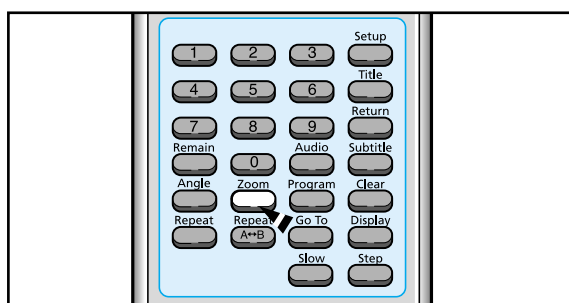 Setup
1 2 3
Title
4 5 6
Return
7 8 9
Remain Audio Subtitle
0
Angle Zoom Program Clear
Repeat Repeat Go To Display
A↔B
Slow Step